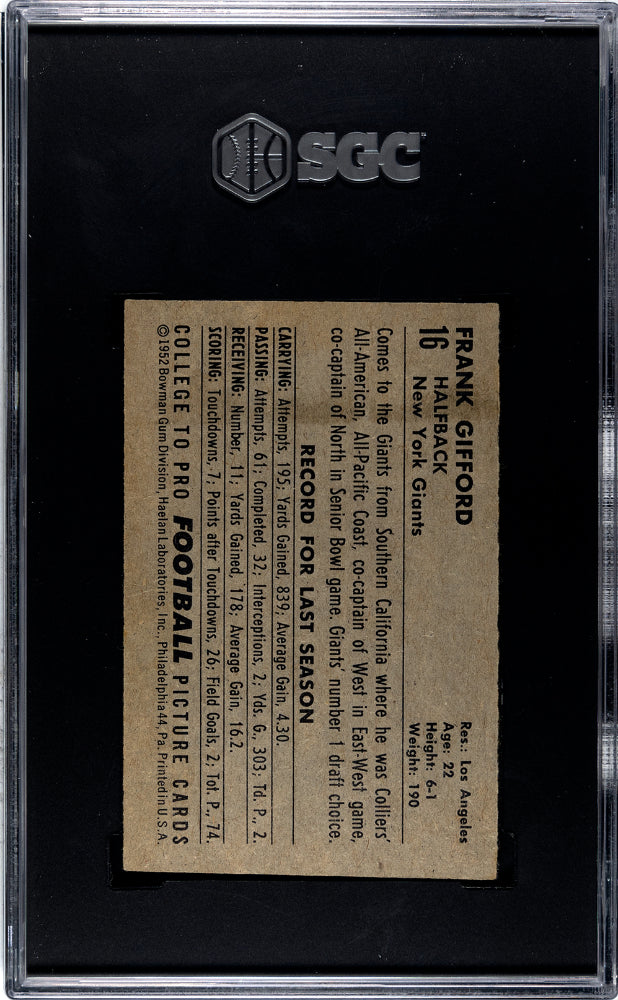 SGC
FRANK GIFFORD
16 HALFBACK
New York Giants
Res.: Los Angeles
Age: 22
Height: 6-1
Weight: 190
Comes to the Giants from Southern California where he was Colliers'
All-American, All-Pacific Coast, co-captain of West in East-West game,
co-captain of North in Senior Bowl game. Giants' number 1 draft choice.
RECORD FOR LAST SEASON
CARRYING: Attempts, 195; Yards Gained, 839; Average Gain, 4.30.
PASSING: Attempts, 61; Completed, 32; Interceptions, 2; Yds. G., 303; Td. P., 2.
RECEIVING: Number, 11; Yards Gained, 178; Average Gain, 16.2.
SCORING: Touchdowns, 7; Points after Touchdowns, 26; Field Goals, 2; Tot. P., 74.
COLLEGE TO PRO FOOTBALL PICTURE CARDS
©1952 Bowman Gum Division, Haelan Laboratories, Inc., Philadelphia 44, Pa. Printed in U.S.A.